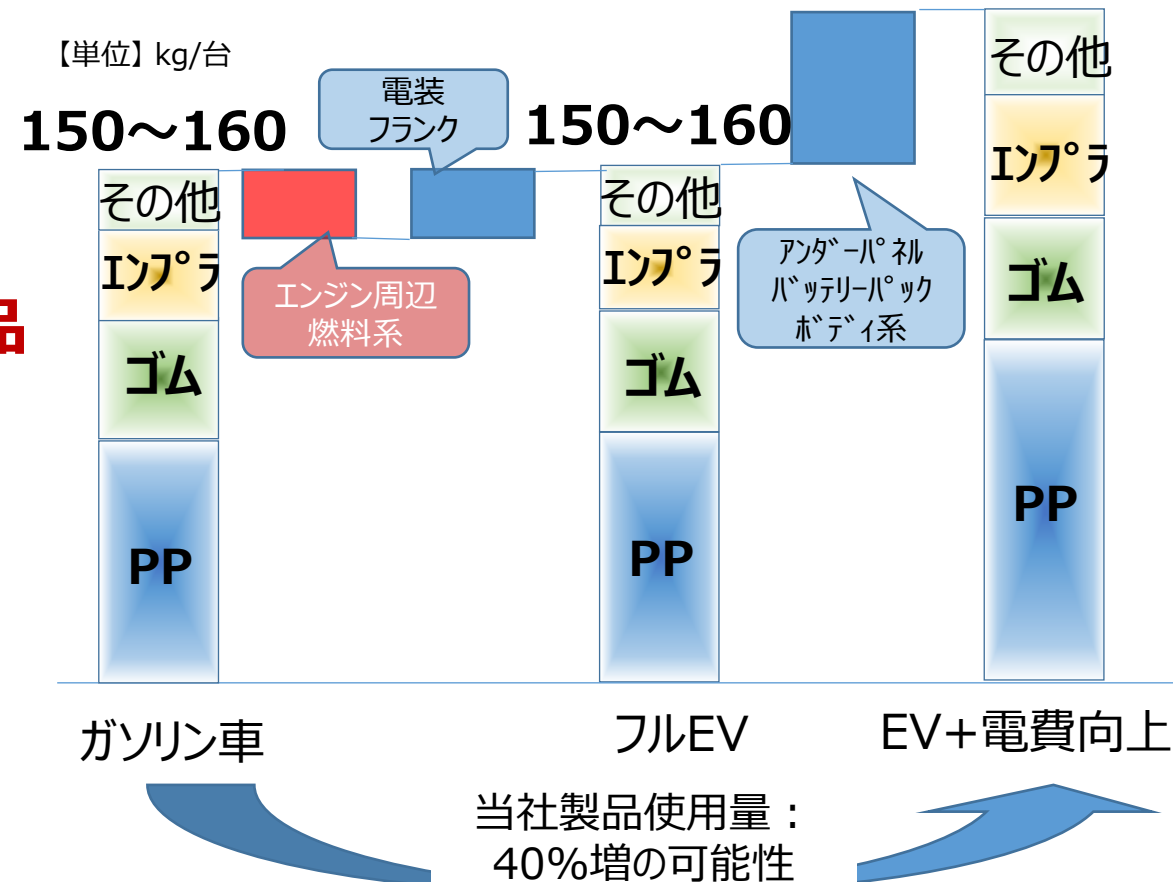 【単位】kg/台
150~160
電装
フランク
150~160
その他
エンプラ
ゴム
PP
エンジン周辺
燃料系
その他
エンプラ
ゴム
PP
アンダーパネル
バッテリーパック
ボディ系
その他
エンプラ
ゴム
PP
品
ガソリン車
フルEV
EV+電費向上
当社製品使用量:
40%増の可能性